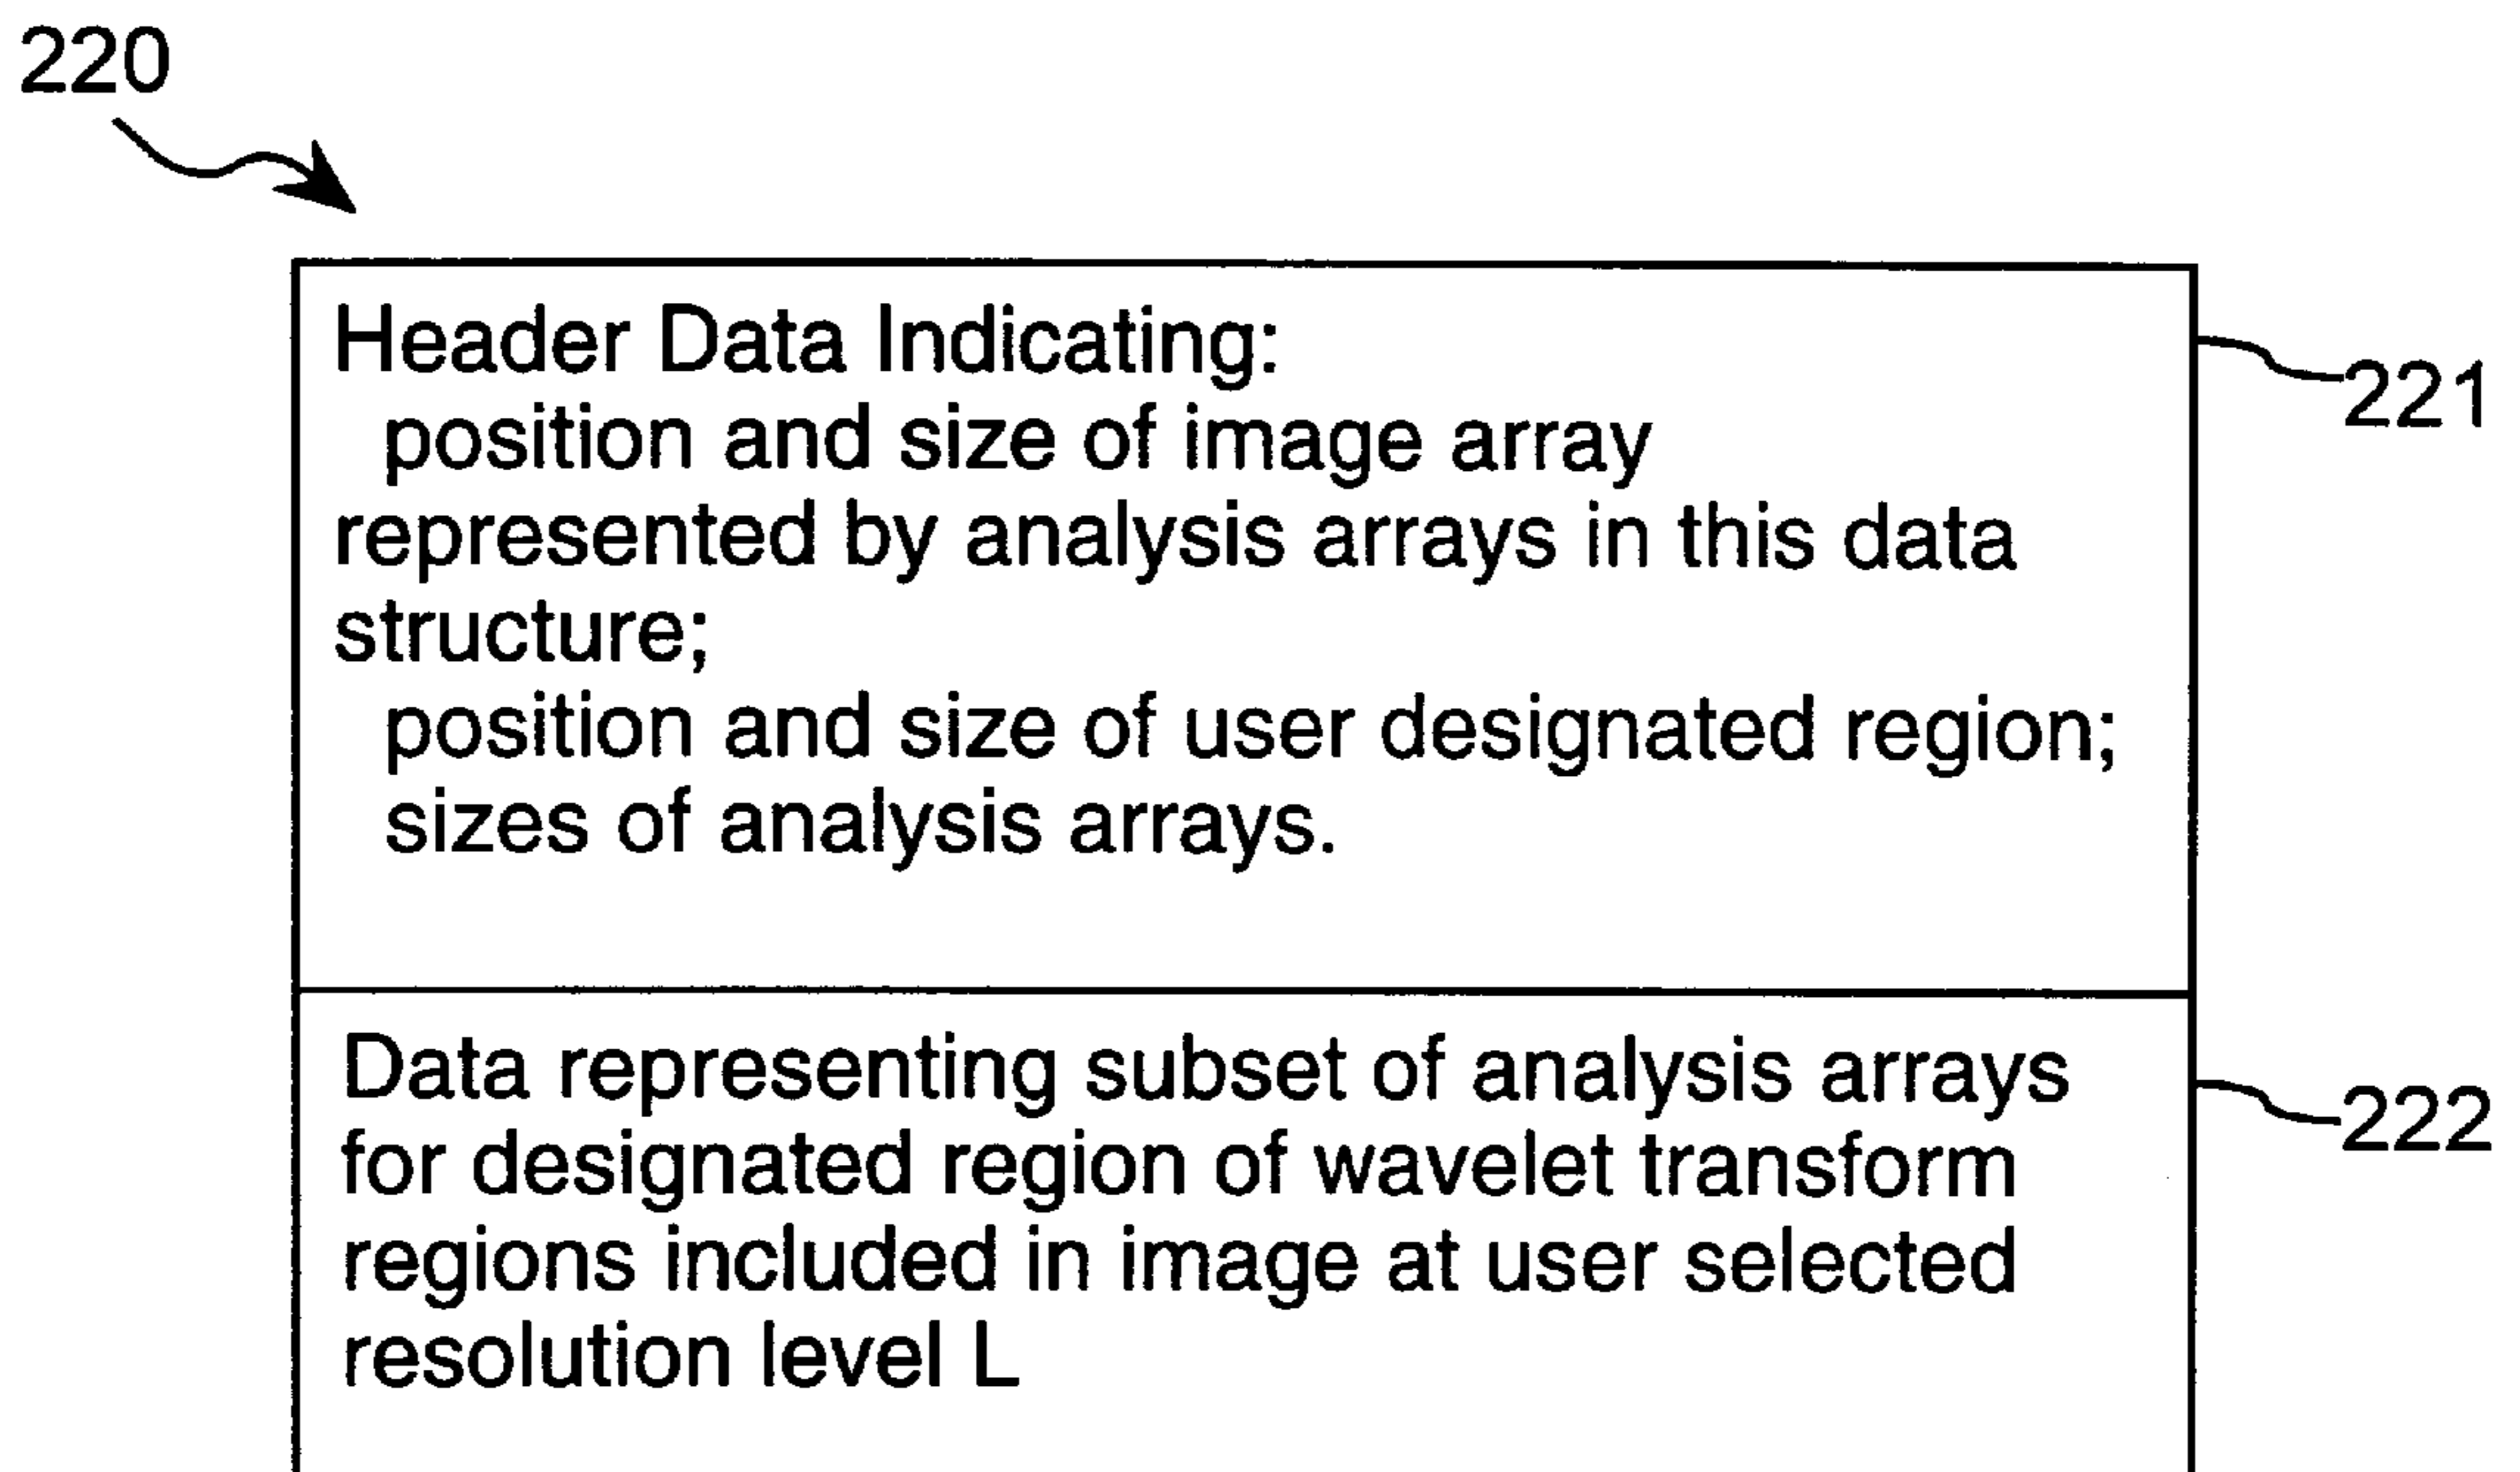 220
Header Data Indicating:
position and size of image array
represented by analysis arrays in this data
structure;
position and size of user designated region;
sizes of analysis arrays.
221
Data representing subset of analysis arrays
for designated region of wavelet transform
regions included in image at user selected
resolution level L
222